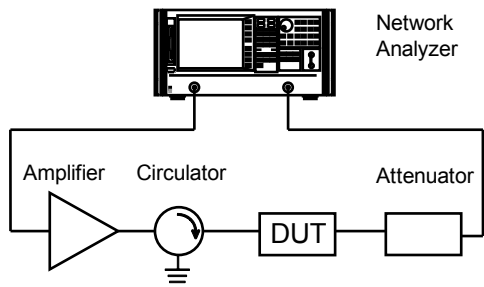 Network
Analyzer
Amplifier
Circulator
Attenuator
DUT